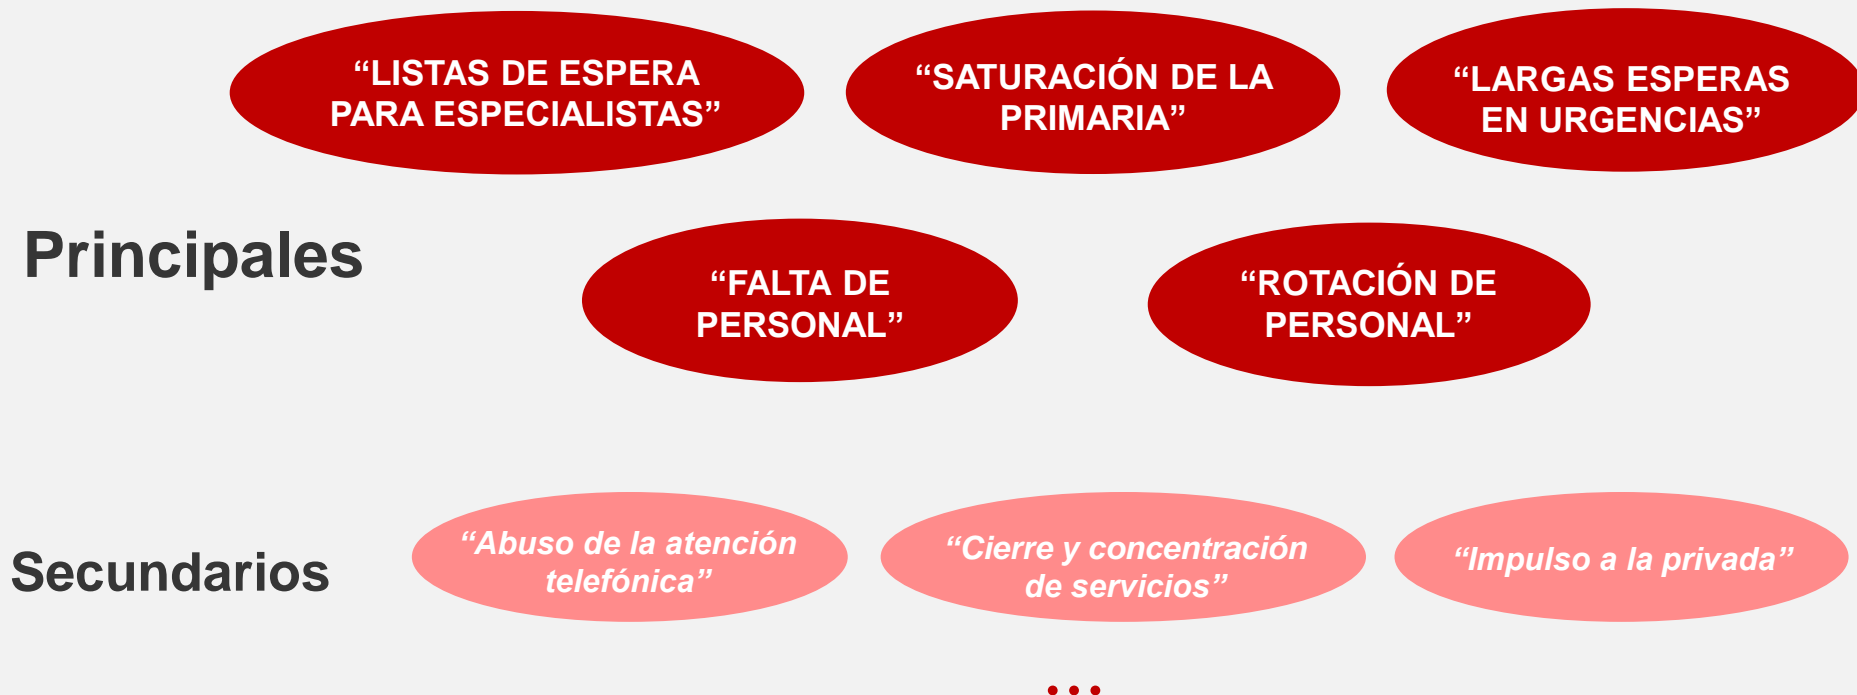 “LISTAS DE ESPERA
PARA ESPECIALISTAS”
“SATURACIÓN DE LA
PRIMARIA”
“LARGAS ESPERAS
EN URGENCIAS”
Principales
“FALTA DE
PERSONAL”
“ROTACIÓN DE
PERSONAL”
Secundarios
“Abuso de la atención
telefónica”
“Cierre y concentración
de servicios”
“Impulso a la privada”
...